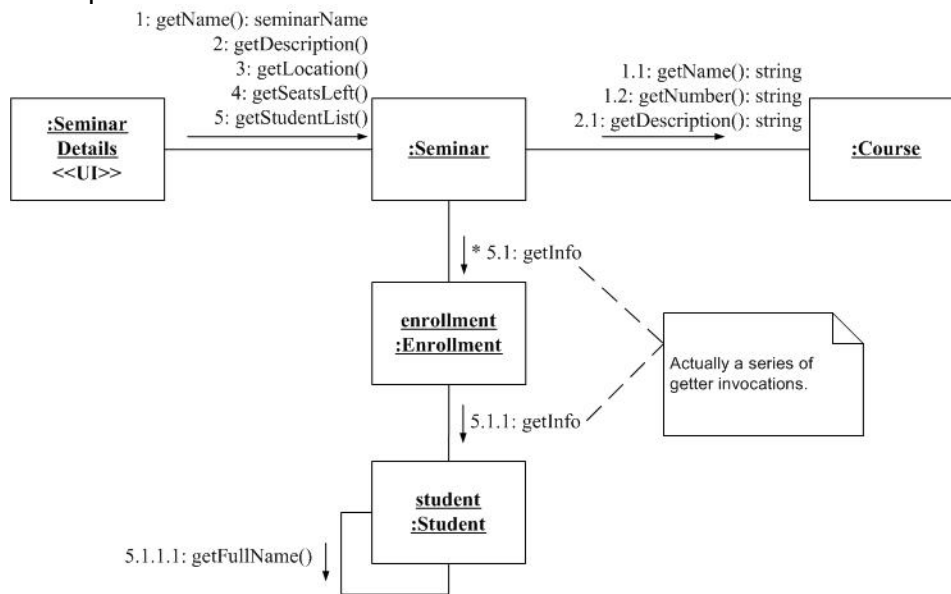 1: getName(): seminarName
2: getDescription()
3: getLocation()
4: getSeatsLeft()
5: getStudentList()
1.1: getName(): string
1.2: getNumber(): string
2.1: getDescription(): string
:Seminar
Details
<<UI>>
:Seminar
:Course
* 5.1: getInfo
enrollment
:Enrollment
Actually a series of
getter invocations.
5.1.1: getInfo
student
:Student
5.1.1.1: getFullName()